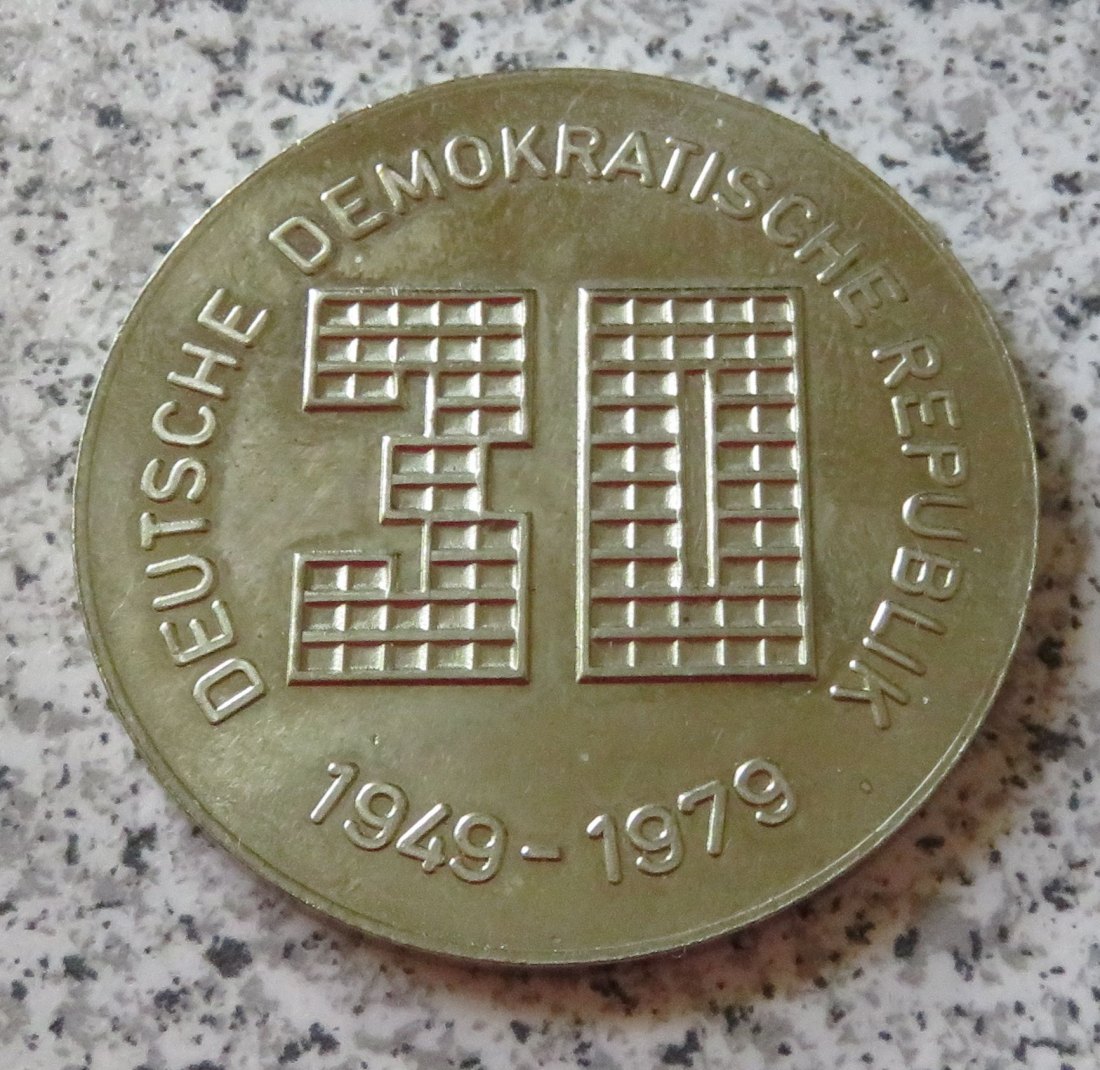 DEUTSCHE DEMOKRATISCHE REPUBLIK
30
1949-1979